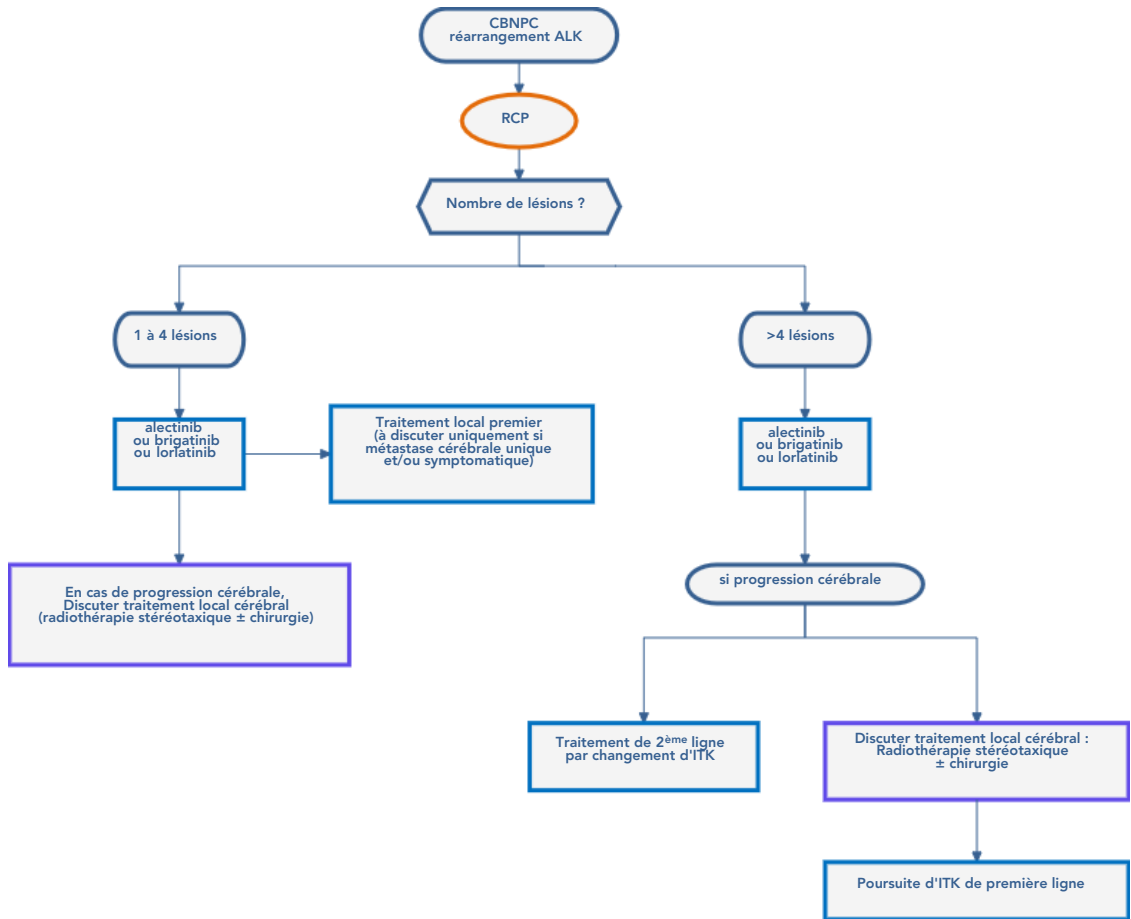 CBNPC
réarrangement ALK
RCP
Nombre de lésions ?
1 à 4 lésions
>4 lésions
alectinib
ou brigatinib
ou lorlatinib
Traitement local premier
(à discuter uniquement si
métastase cérébrale unique
et/ou symptomatique)
alectinib
ou brigatinib
ou lorlatinib
En cas de progression cérébrale,
Discuter traitement local cérébral
(radiothérapie stéréotaxique ± chirurgie)
si progression cérébrale
Traitement de 2ème ligne
par changement d'ITK
Discuter traitement local cérébral :
Radiothérapie stéréotaxique
± chirurgie
Poursuite d'ITK de première ligne